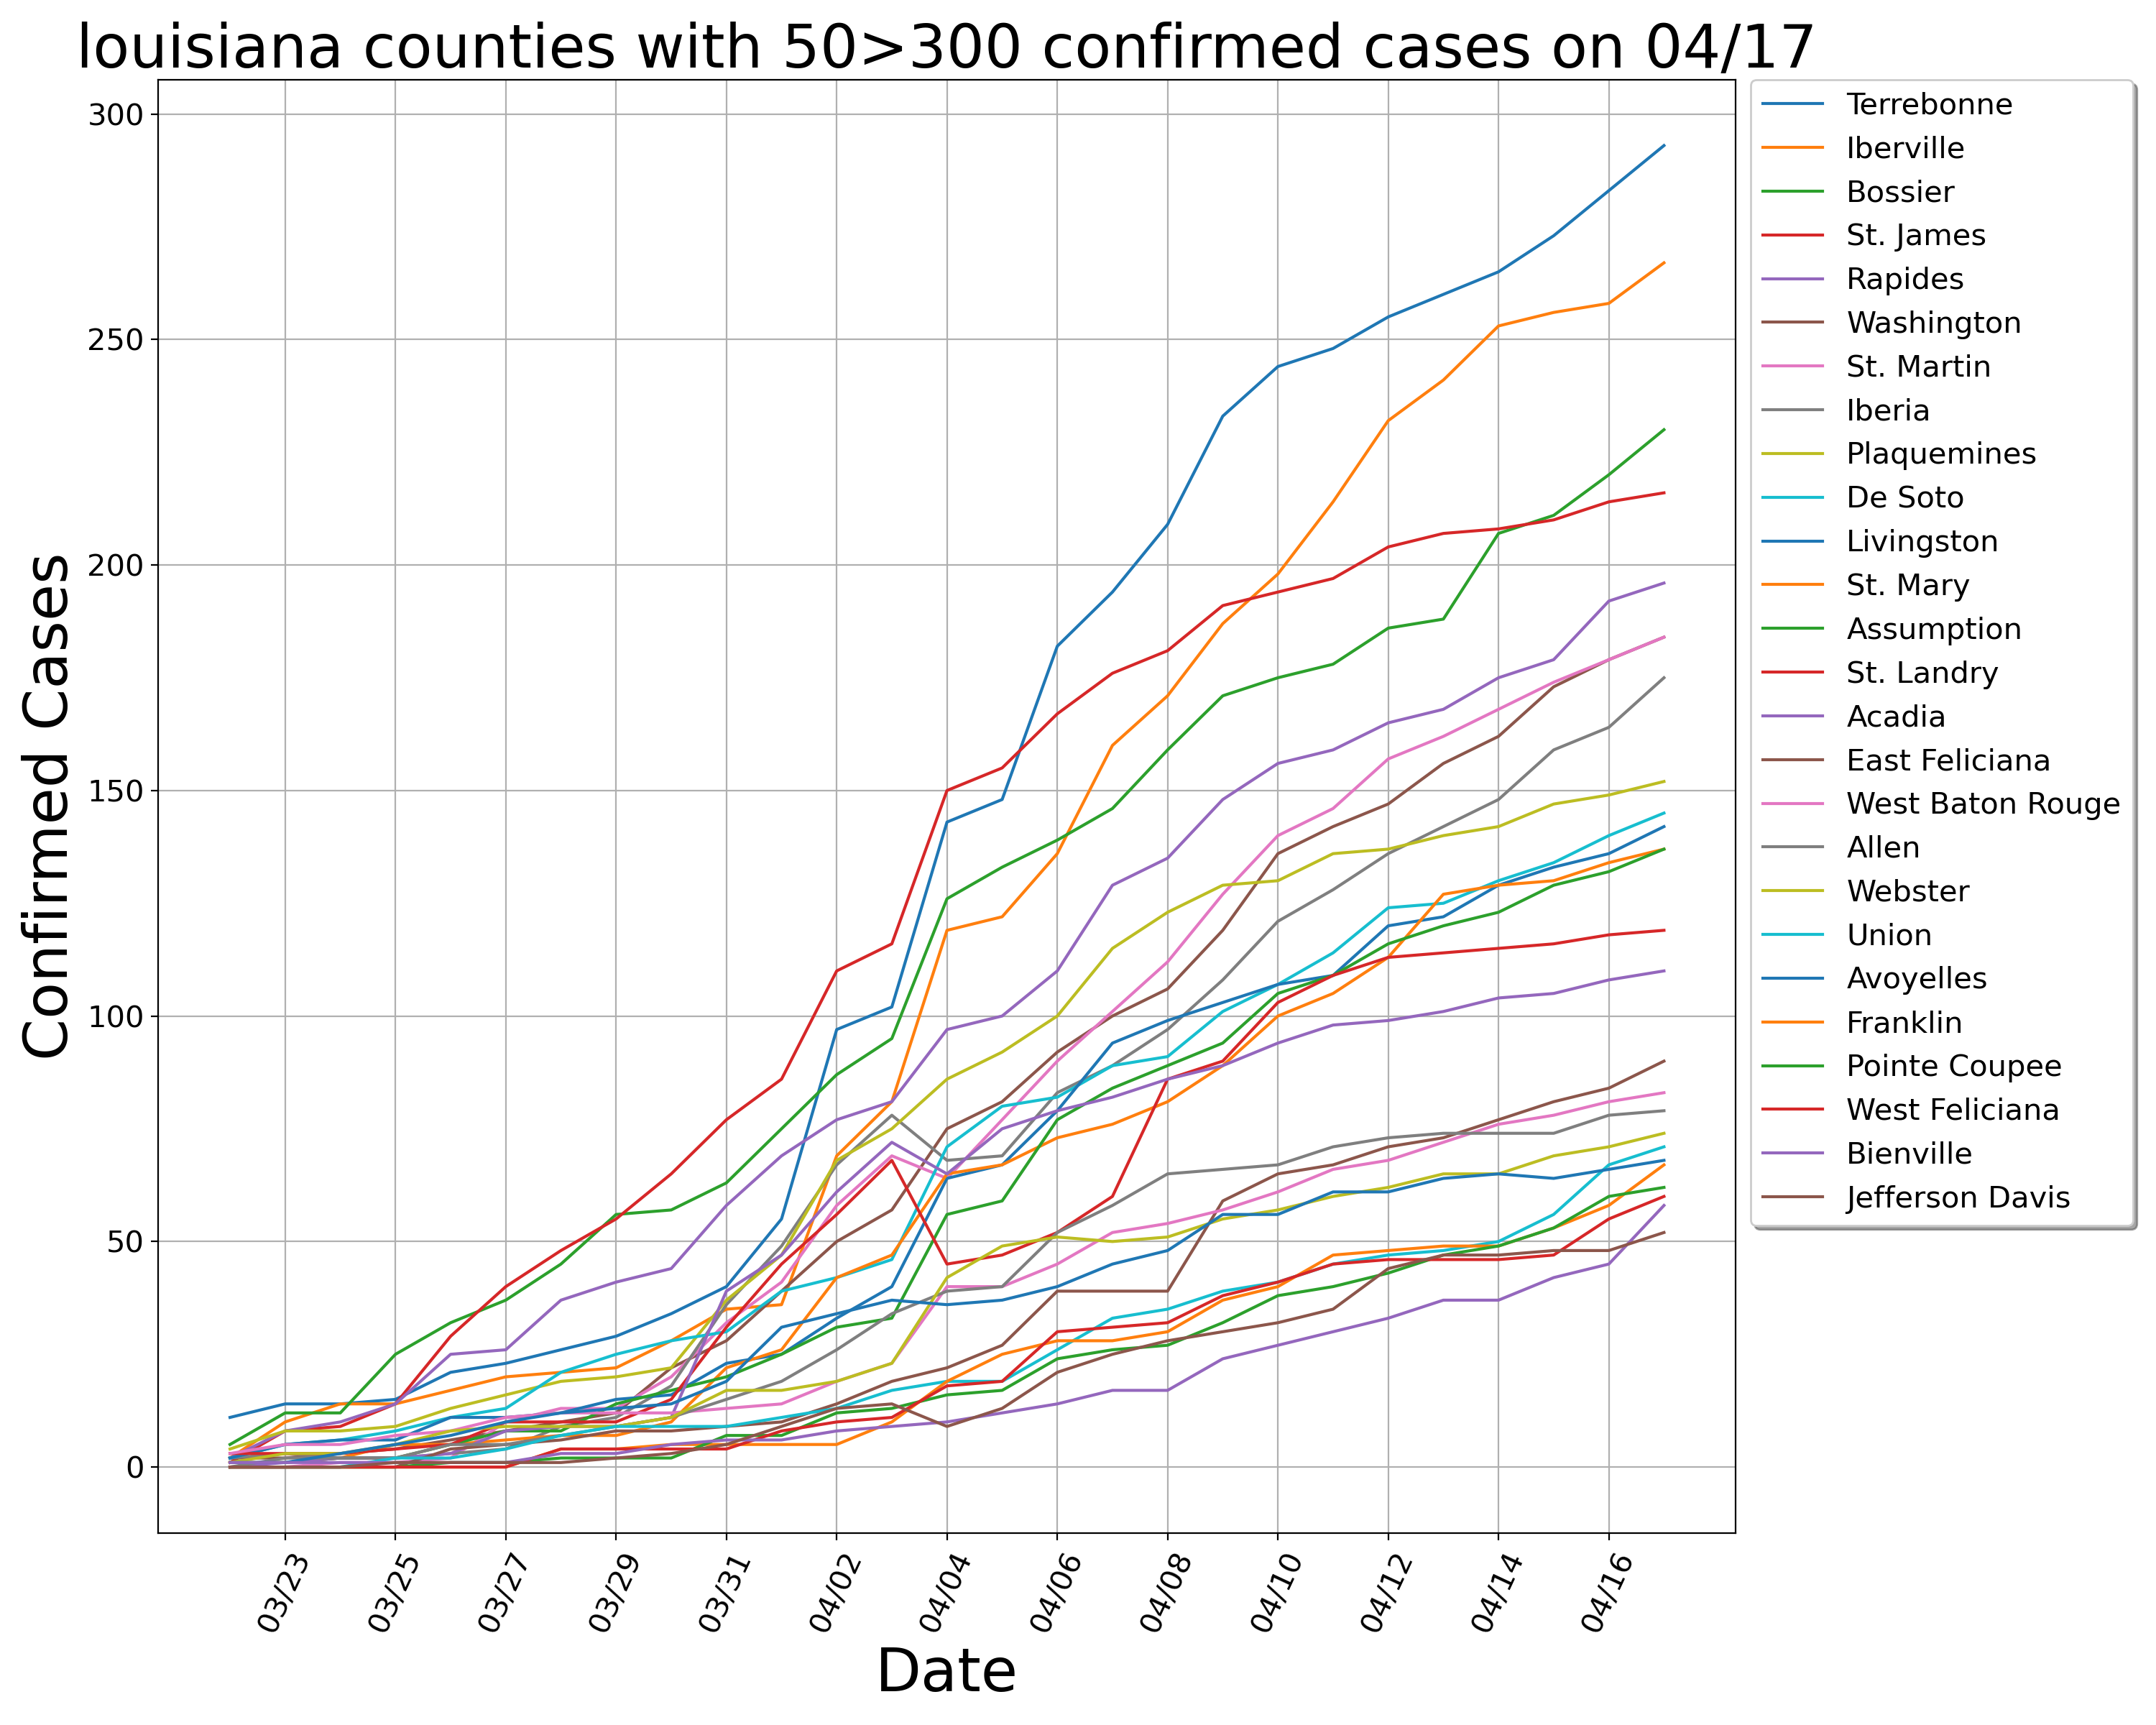 louisiana counties with 50>300 confirmed cases on 04/17
300
250
200
150
100
50
0
Confirmed Cases
03/23
03/25
03/27
03/29
03/31
04/02
04/04
04/06
04/08
04/10
04/12
04/14
04/16
Date
Terrebonne
Iberville
Bossier
St. James
Rapides
Washington
St. Martin
Iberia
Plaquemines
De Soto
Livingston
St. Mary
Assumption
St. Landry
Acadia
East Feliciana
West Baton Rouge
Allen
Webster
Union
Avoyelles
Franklin
Pointe Coupee
West Feliciana
Bienville
Jefferson Davis